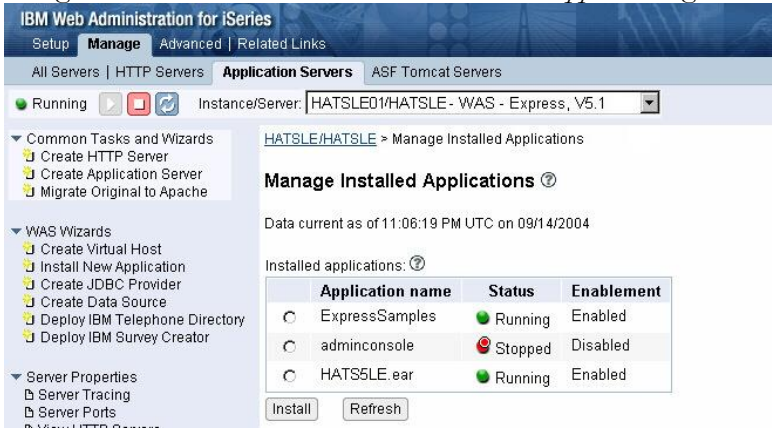 IBM Web Administration for iSeries
Setup Manage Advanced | Related Links
All Servers | HTTP Servers Application Servers ASF Tomcat Servers
Running Instance/Server: HATSLE01/HATSLE - WAS - Express, V5.1
Common Tasks and Wizards
Create HTTP Server
Create Application Server
Migrate Original to Apache
WAS Wizards
Create Virtual Host
Install New Application
Create JDBC Provider
Create Data Source
Deploy IBM Telephone Directory
Deploy IBM Survey Creator
Server Properties
Server Tracing
Server Ports
View HTTP Servers
HATSLE/HATSLE > Manage Installed Applications
Manage Installed Applications ?
Data current as of 11:06:19 PM UTC on 09/14/2004
Installed applications: ?
Application name Status Enablement
ExpressSamples Running Enabled
adminconsole Stopped Disabled
HATS5LE.ear Running Enabled
Install Refresh